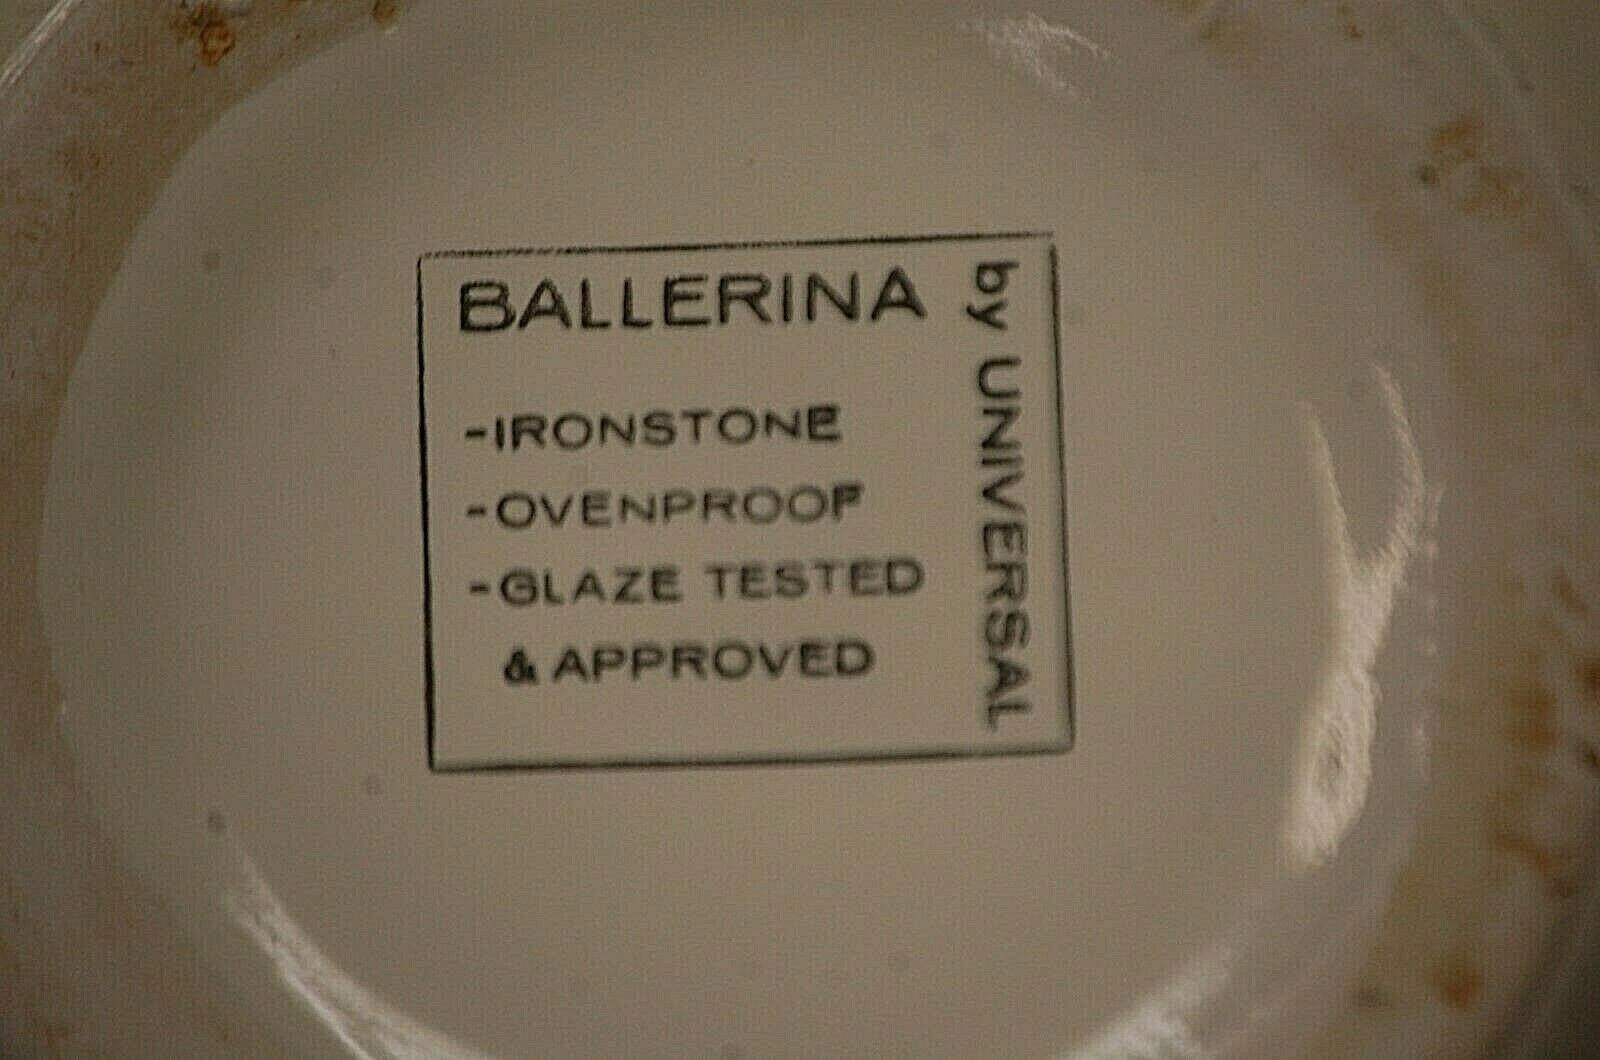 BALLERINA
-IRONSTONE
-OVENPROOF
-GLAZE TESTED
& APPROVED
by UNIVERSAL